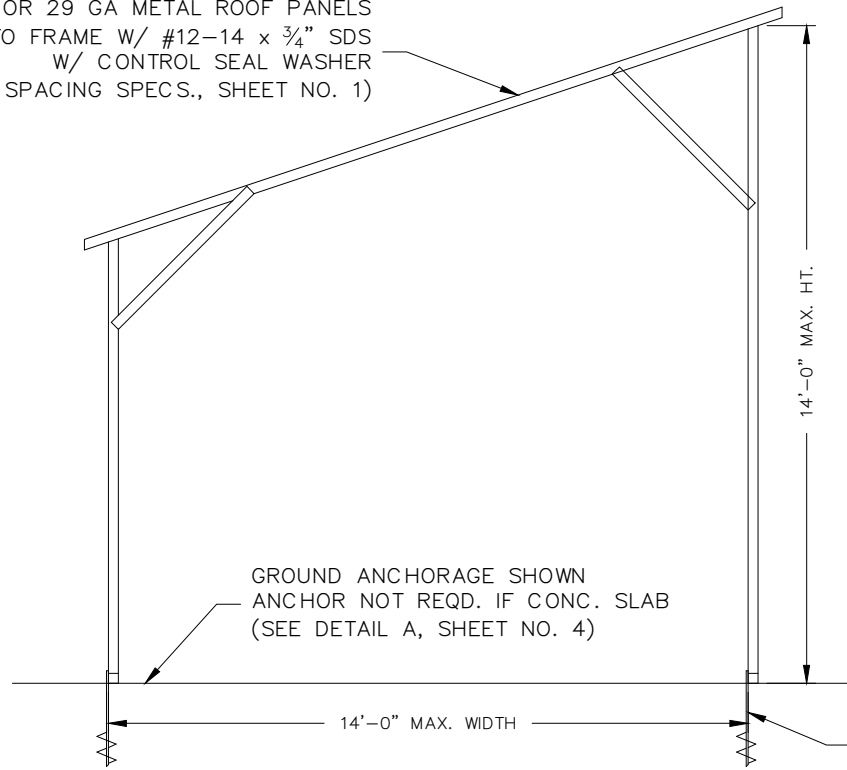 OR 29 GA METAL ROOF PANELS
TO FRAME W/ #12-14 x ¾" SDS
W/ CONTROL SEAL WASHER
SPACING SPECS., SHEET NO. 1)
14'-0" MAX. HT.
GROUND ANCHORAGE SHOWN
ANCHOR NOT REQD. IF CONC. SLAB
(SEE DETAIL A, SHEET NO. 4)
14'-0" MAX. WIDTH